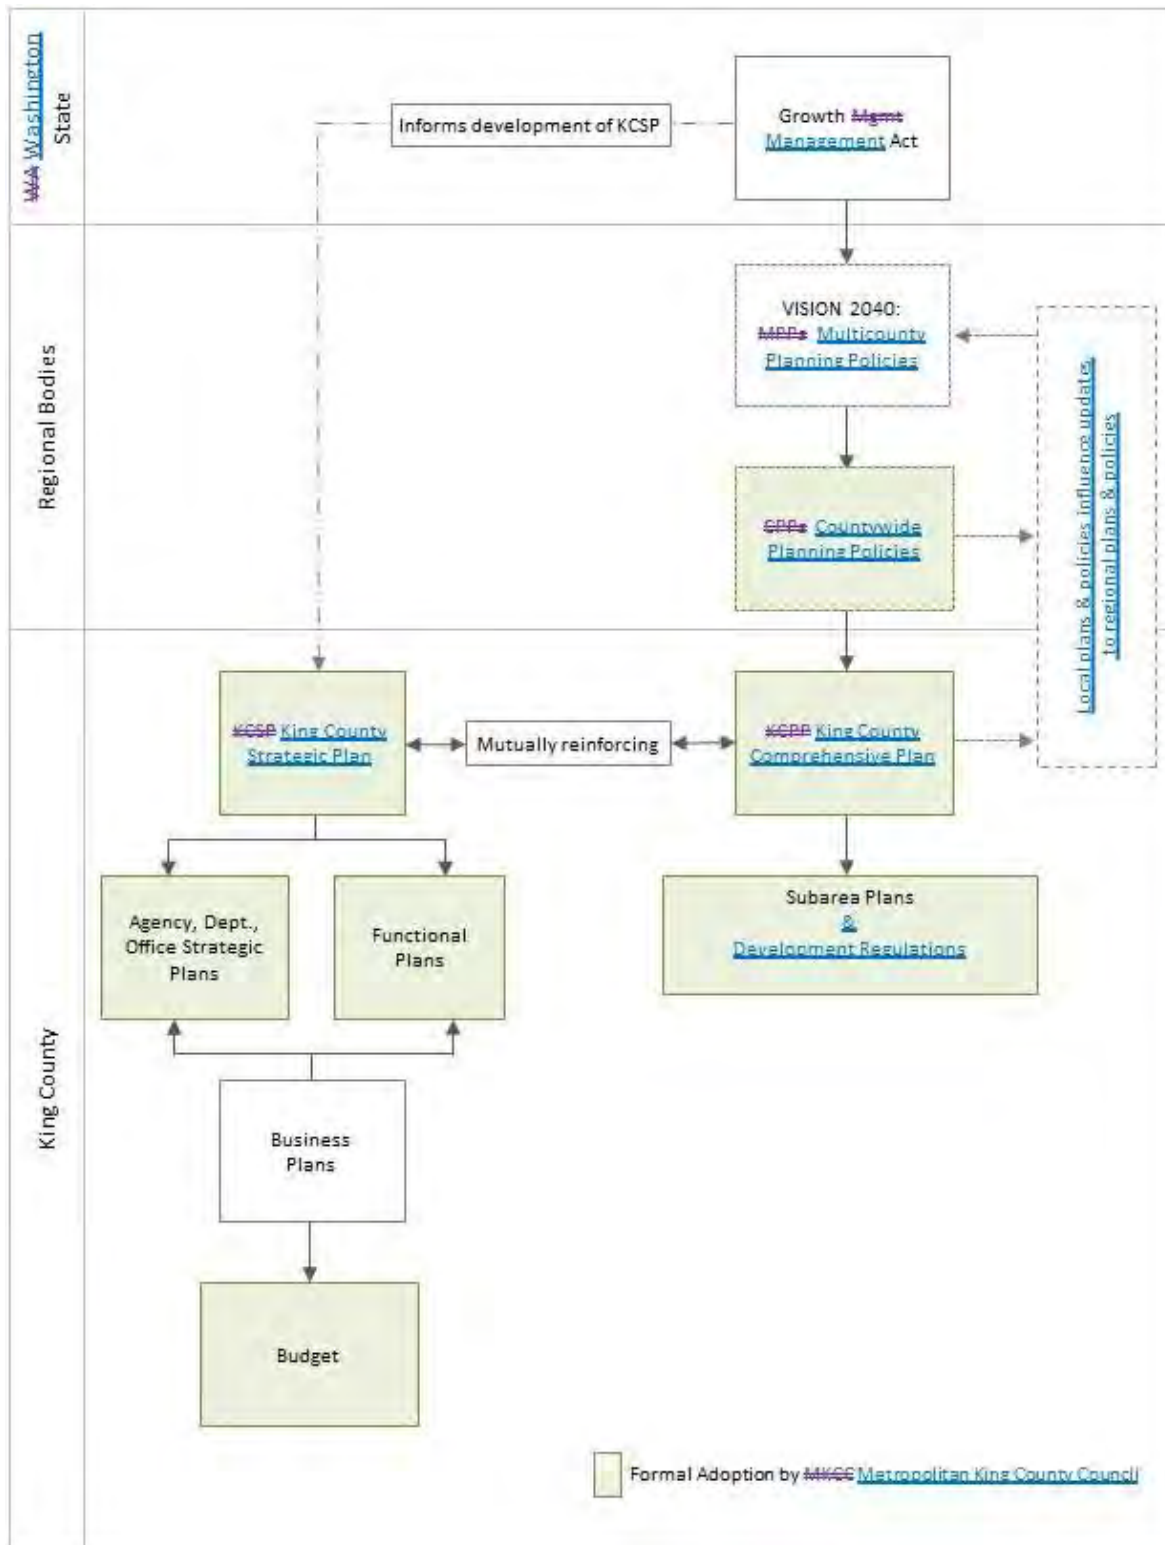 WA Washington
State
Informs development of KCSP
Growth Mgmt
Management Act
Regional Bodies
VISION 2040:
MPPs Multicounty
Planning Policies
CPPs Countywide
Planning Policies
Local plans & policies influence updates
to regional plans & policies
King County
KCSP King County
Strategic Plan
Mutually reinforcing
KCPP King County
Comprehensive Plan
Agency, Dept.,
Office Strategic
Plans
Functional
Plans
Subarea Plans
&
Development Regulations
Business
Plans
Budget
Formal Adoption by MKCC Metropolitan King County Council